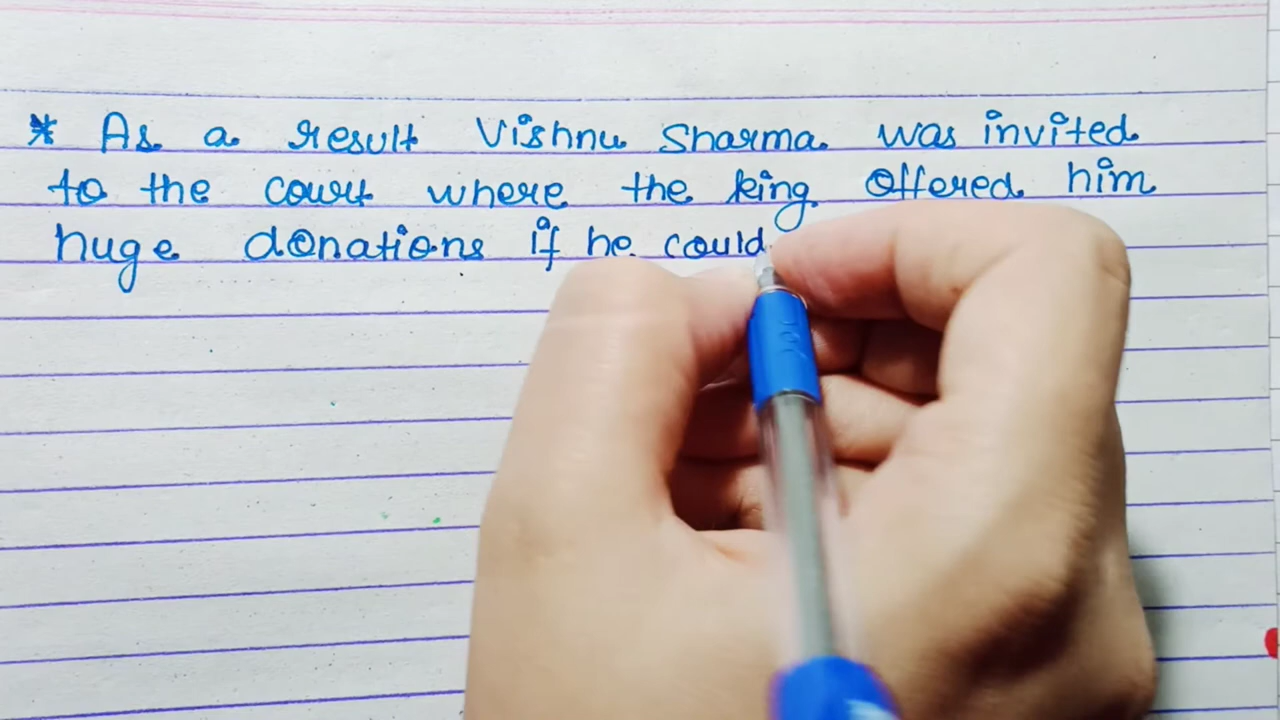 * As a result Vishnu Sharma was invited
to the court where the king offered him
huge donations if he could